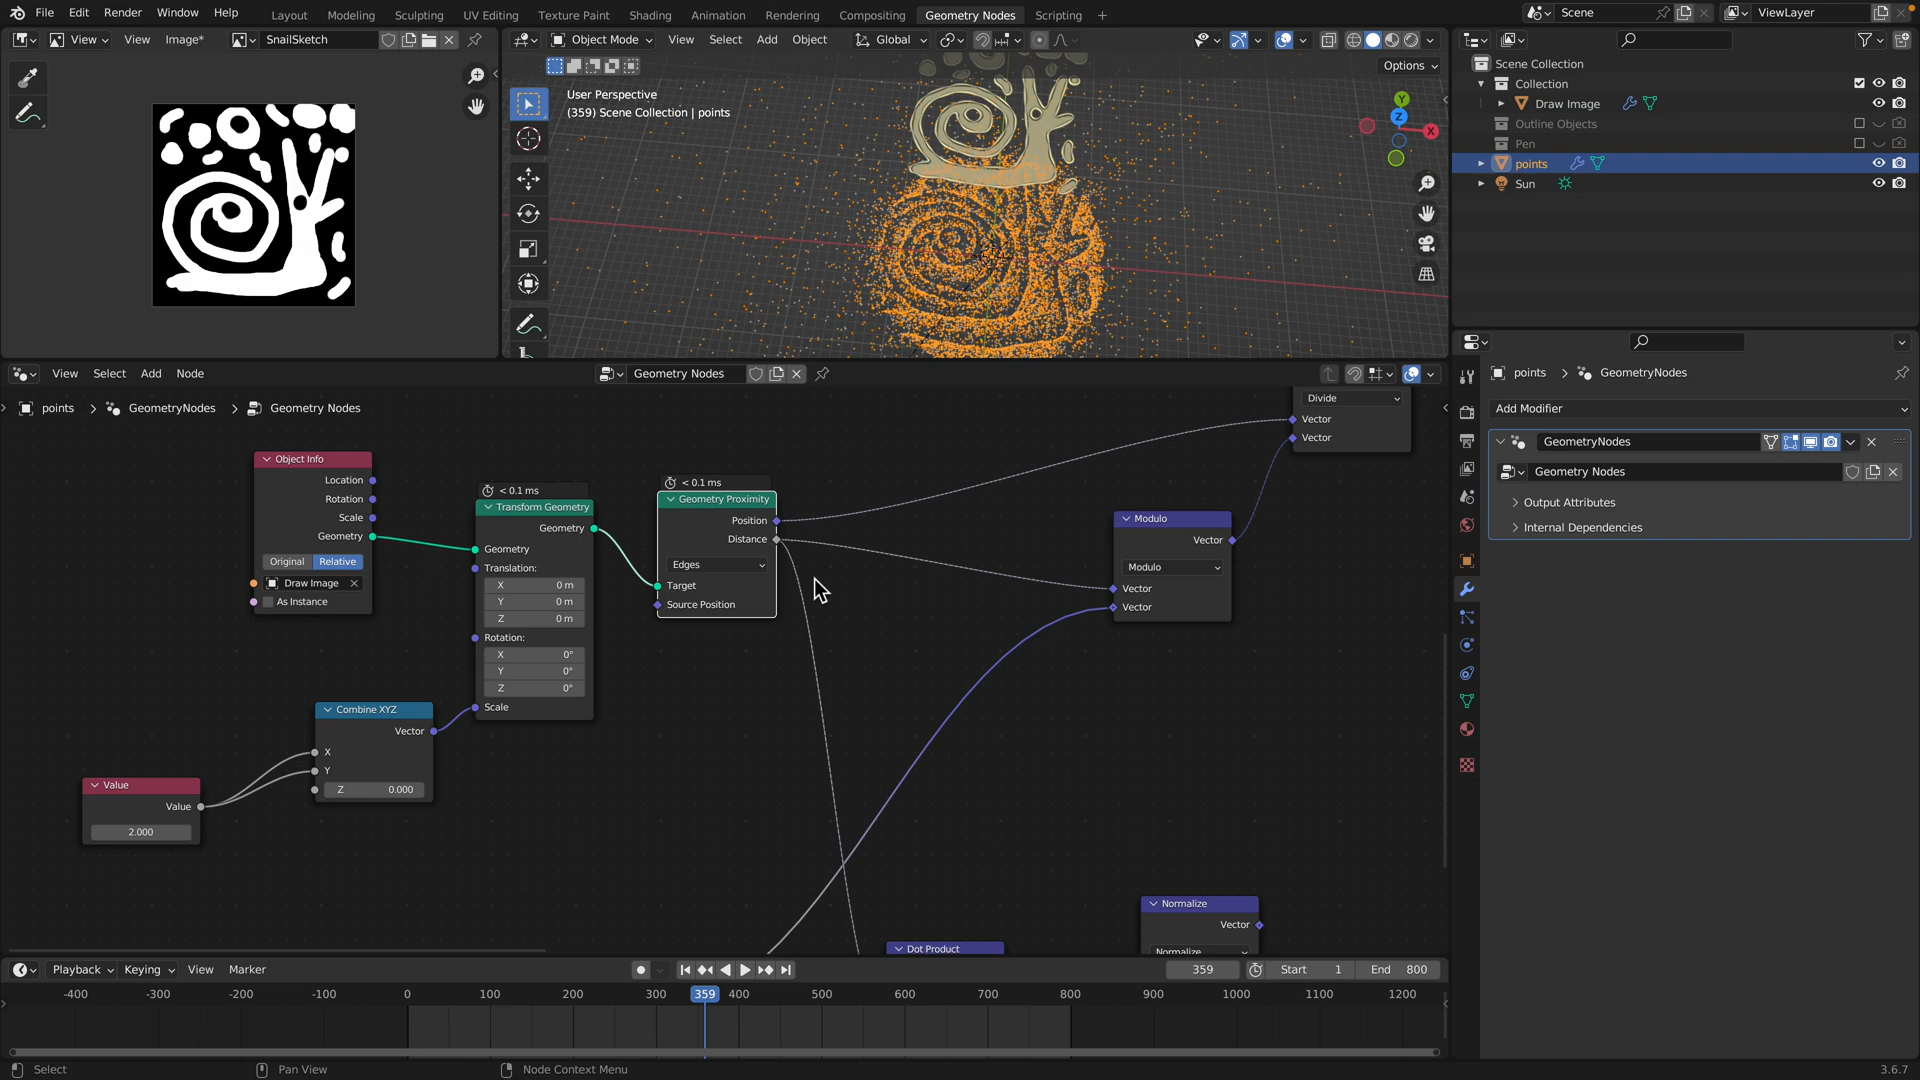 File Edit Render Window Help
Layout Modeling Sculpting UV Editing Texture Paint Shading Animation Rendering Compositing Geometry Nodes Scripting
Scene
ViewLayer
View View Image* SnailSketch
Object Mode View Select Add Object Global
Options
User Perspective
(359) Scene Collection | points
Y
Z
X
Scene Collection
Collection
Draw Image
Outline Objects
Pen
points
Sun
View Select Add Node
Geometry Nodes
points GeometryNodes Geometry Nodes
Object Info
Location
Rotation
Scale
Geometry
Original Relative
Draw Image
As Instance
< 0.1 ms
Transform Geometry
Geometry
Geometry
Translation:
X 0 m
Y 0 m
Z 0 m
Rotation:
X 0°
Y 0°
Z 0°
Scale
< 0.1 ms
Geometry Proximity
Position
Distance
Edges
Target
Source Position
Divide
Vector
Vector
Modulo
Vector
Modulo
Vector
Vector
Combine XYZ
Vector
X
Y
Z 0.000
Value
Value
2.000
Normalize
Vector
Normalize
Dot Product
points GeometryNodes
Add Modifier
GeometryNodes
Geometry Nodes
Output Attributes
Internal Dependencies
Playback Keying View Marker
359 Start 1 End 800
-400 -300 -200 -100 0 100 200 300 359 400 500 600 700 800 900 1000 1100 1200
Select Pan View Node Context Menu 3.6.7